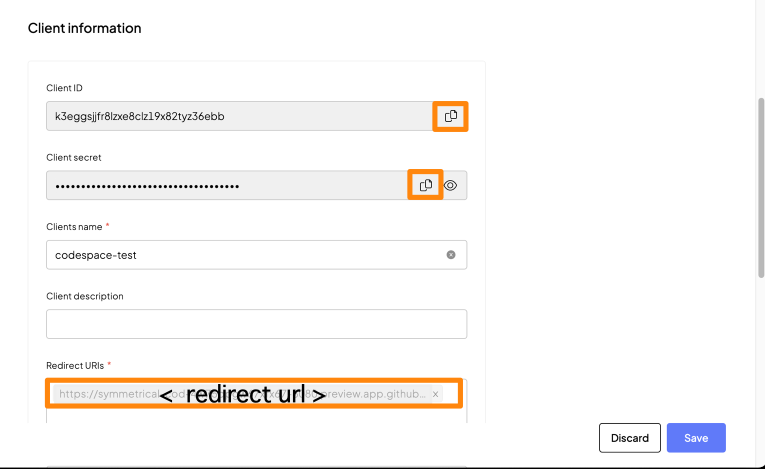 Client information
Client ID
k3eggsjjfr8lzxe8clz19x82tyz36ebb
Client secret
••••••••••••••••••••••••••••••••••••
Clients name *
codespace-test
Client description
Redirect URIs *
https://symmetrical
preview.app.github...
< redirect url >
Discard
Save